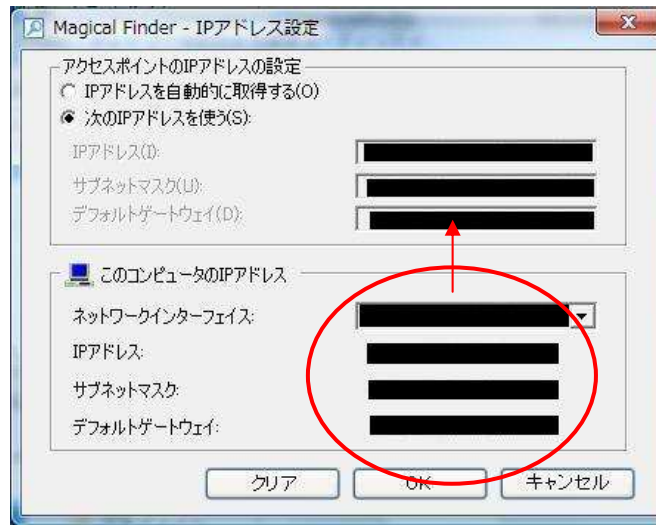 Magical Finder - IPアドレス設定
アクセスポイントのIPアドレスの設定
IPアドレスを自動的に取得する(O)
次のIPアドレスを使う(S):
IPアドレス(I):
サブネットマスク(U):
デフォルトゲートウェイ(D):
このコンピュータのIPアドレス
ネットワークインターフェイス:
IPアドレス:
サブネットマスク:
デフォルトゲートウェイ:
クリア OK キャンセル